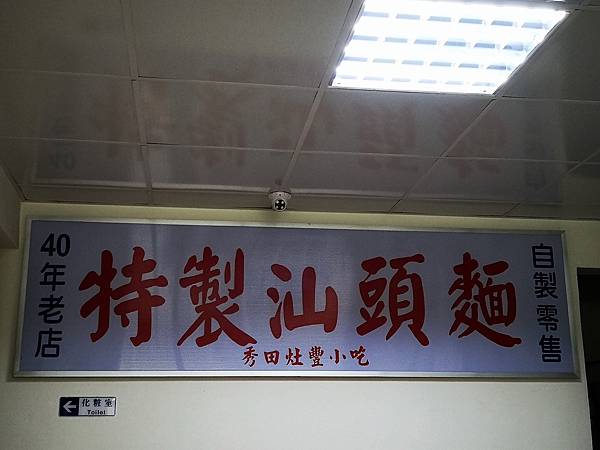 40年老店
特製汕頭麵
自製零售
秀田灶豐小吃
化粧室
Toilet